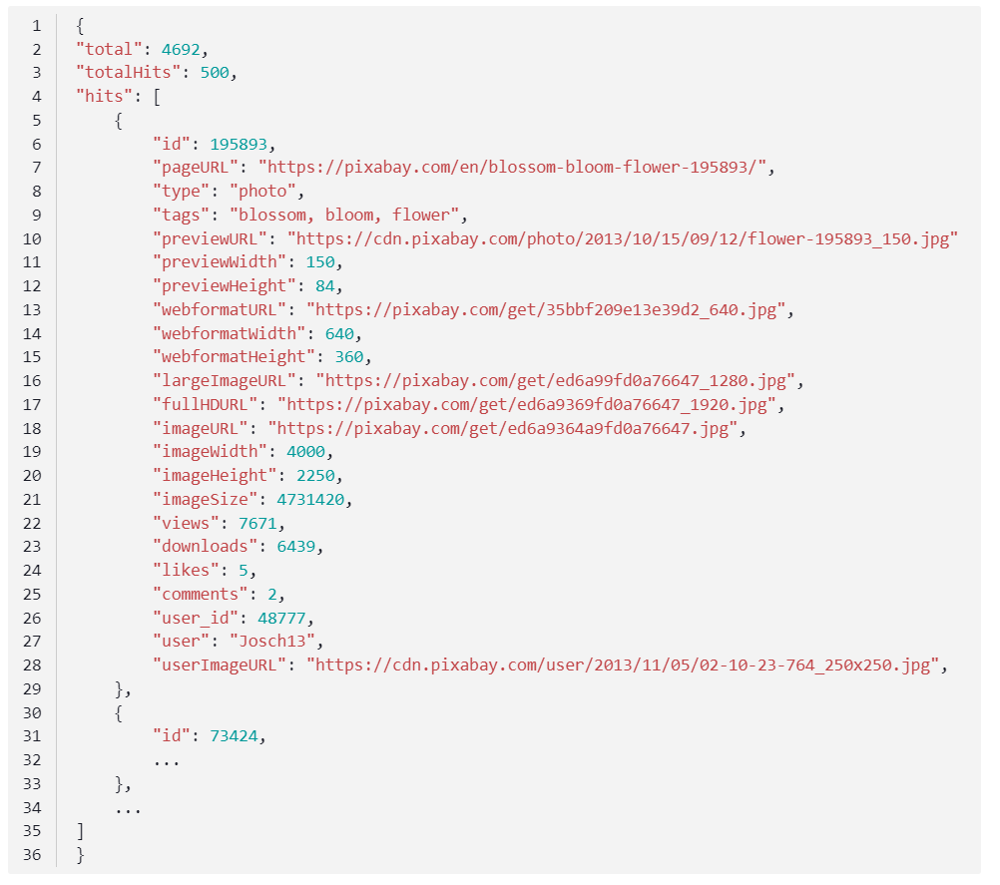 1 {
2 "total": 4692,
3 "totalHits": 500,
4 "hits": [
5 {
6 "id": 195893,
7 "pageURL": "https://pixabay.com/en/blossom-bloom-flower-195893/",
8 "type": "photo",
9 "tags": "blossom, bloom, flower",
10 "previewURL": "https://cdn.pixabay.com/photo/2013/10/15/09/12/flower-195893_150.jpg"
11 "previewWidth": 150,
12 "previewHeight": 84,
13 "webformatURL": "https://pixabay.com/get/35bbf209e13e39d2_640.jpg",
14 "webformatWidth": 640,
15 "webformatHeight": 360,
16 "largeImageURL": "https://pixabay.com/get/ed6a99fd0a76647_1280.jpg",
17 "fullHDURL": "https://pixabay.com/get/ed6a9369fd0a76647_1920.jpg",
18 "imageURL": "https://pixabay.com/get/ed6a9364a9fd0a76647.jpg",
19 "imageWidth": 4000,
20 "imageHeight": 2250,
21 "imageSize": 4731420,
22 "views": 7671,
23 "downloads": 6439,
24 "likes": 5,
25 "comments": 2,
26 "user_id": 48777,
27 "user": "Josch13",
28 "userImageURL": "https://cdn.pixabay.com/user/2013/11/05/02-10-23-764_250x250.jpg",
29 },
30 {
31 "id": 73424,
32 ...
33 },
34 ...
35 ]
36 }